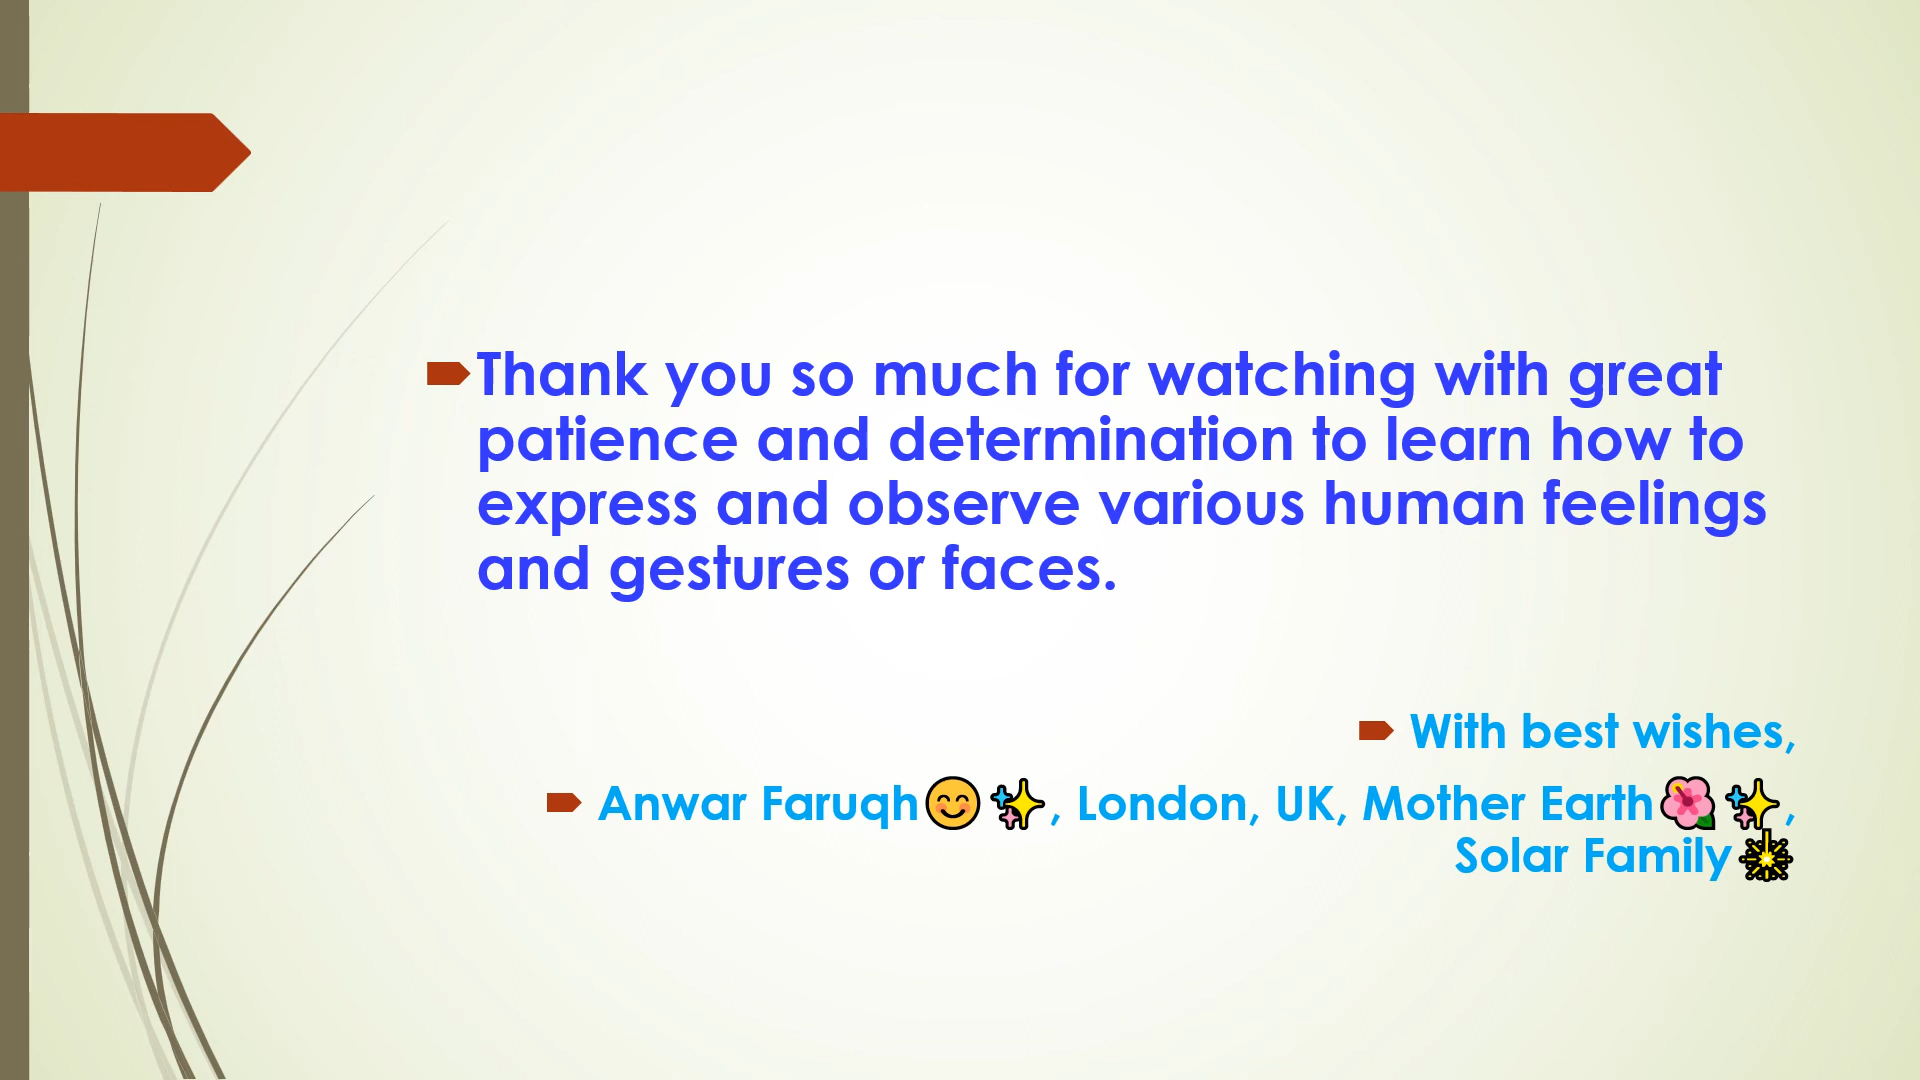 Thank you so much for watching with great
patience and determination to learn how to
express and observe various human feelings
and gestures or faces.
With best wishes,
Anwar Faruqh😊✨, London, UK, Mother Earth🌺✨,
Solar Family☀